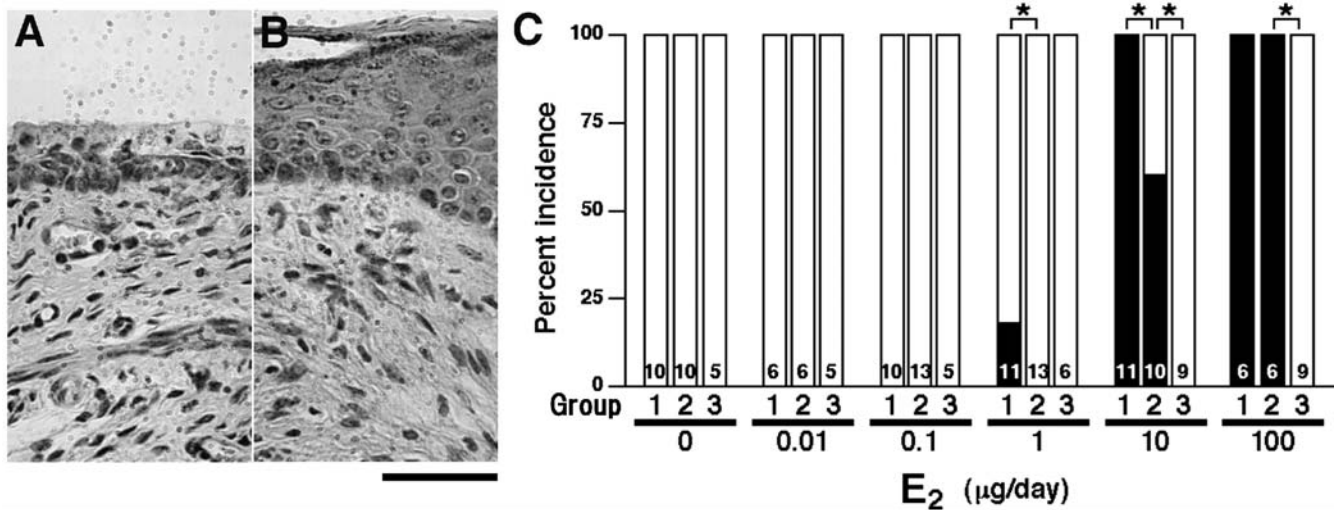 A B C
* * * *
100
75
50
25
0
Percent incidence
10 10 5 6 6 5 10 13 5 11 13 6 11 10 9 6 6 9
Group 1 2 3 1 2 3 1 2 3 1 2 3 1 2 3 1 2 3
0 0.01 0.1 1 10 100
E₂ (μg/day)